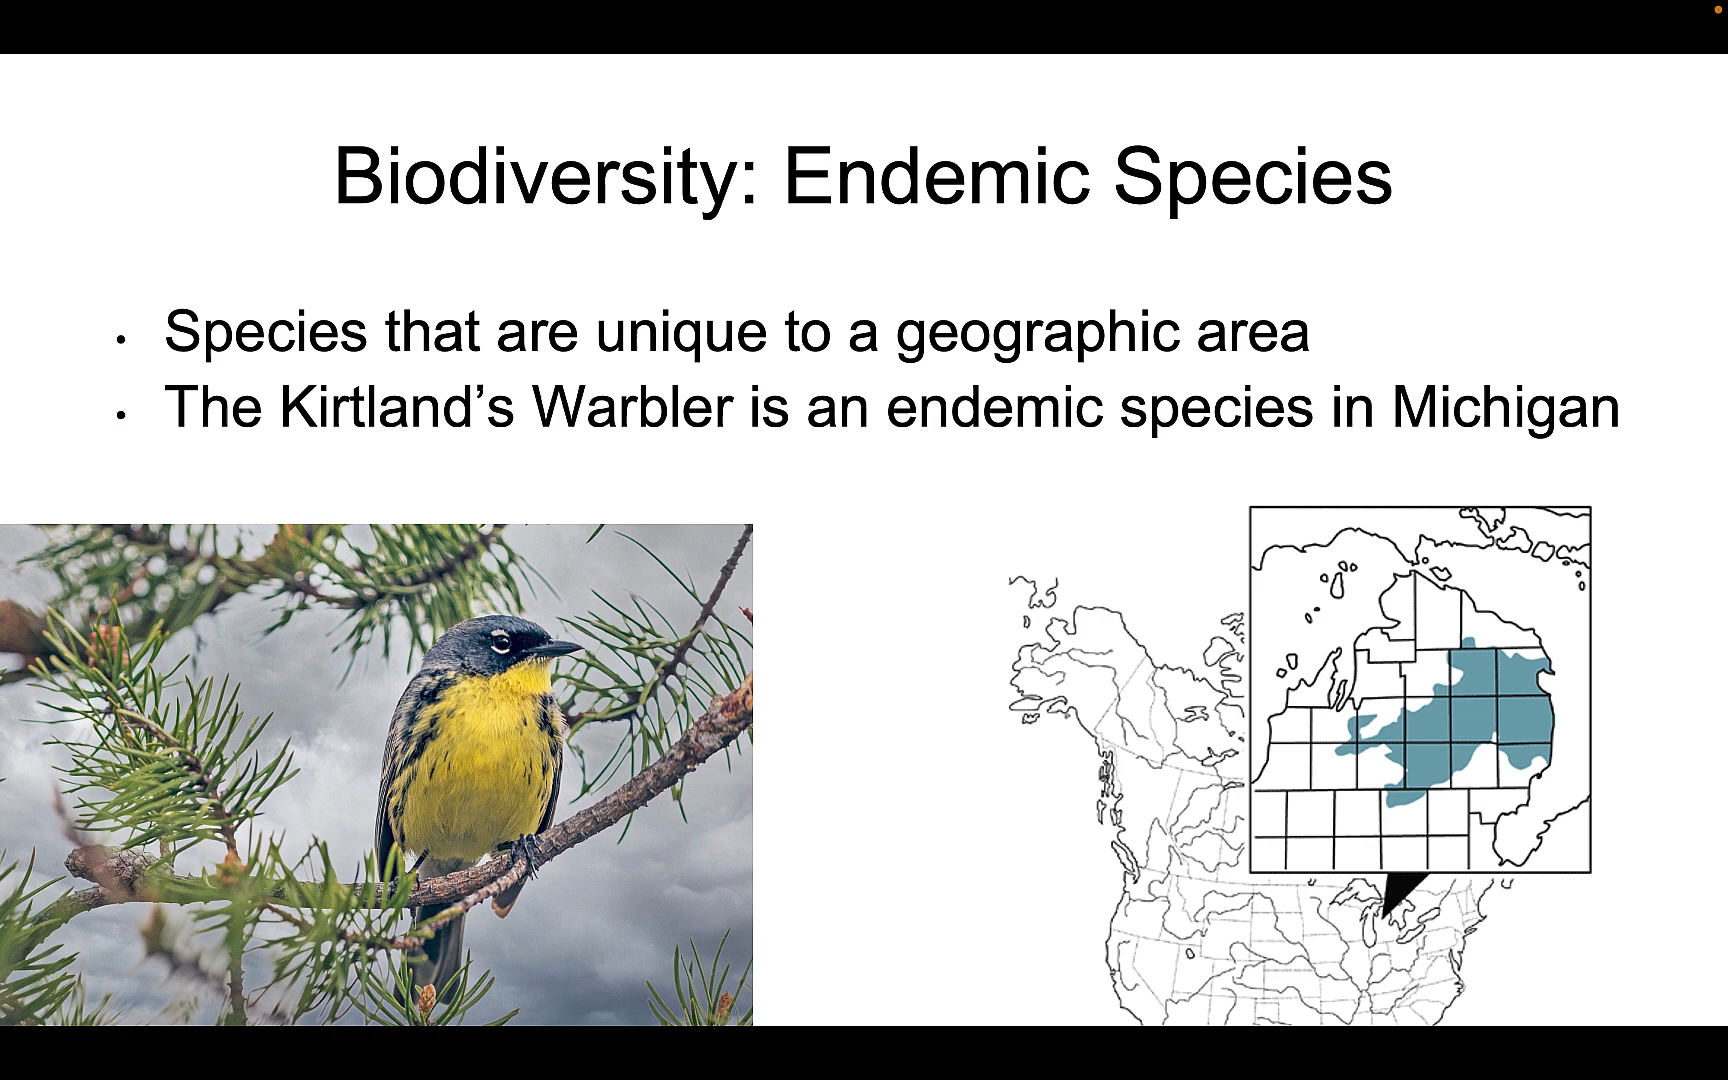 Biodiversity: Endemic Species
• Species that are unique to a geographic area
• The Kirtland’s Warbler is an endemic species in Michigan